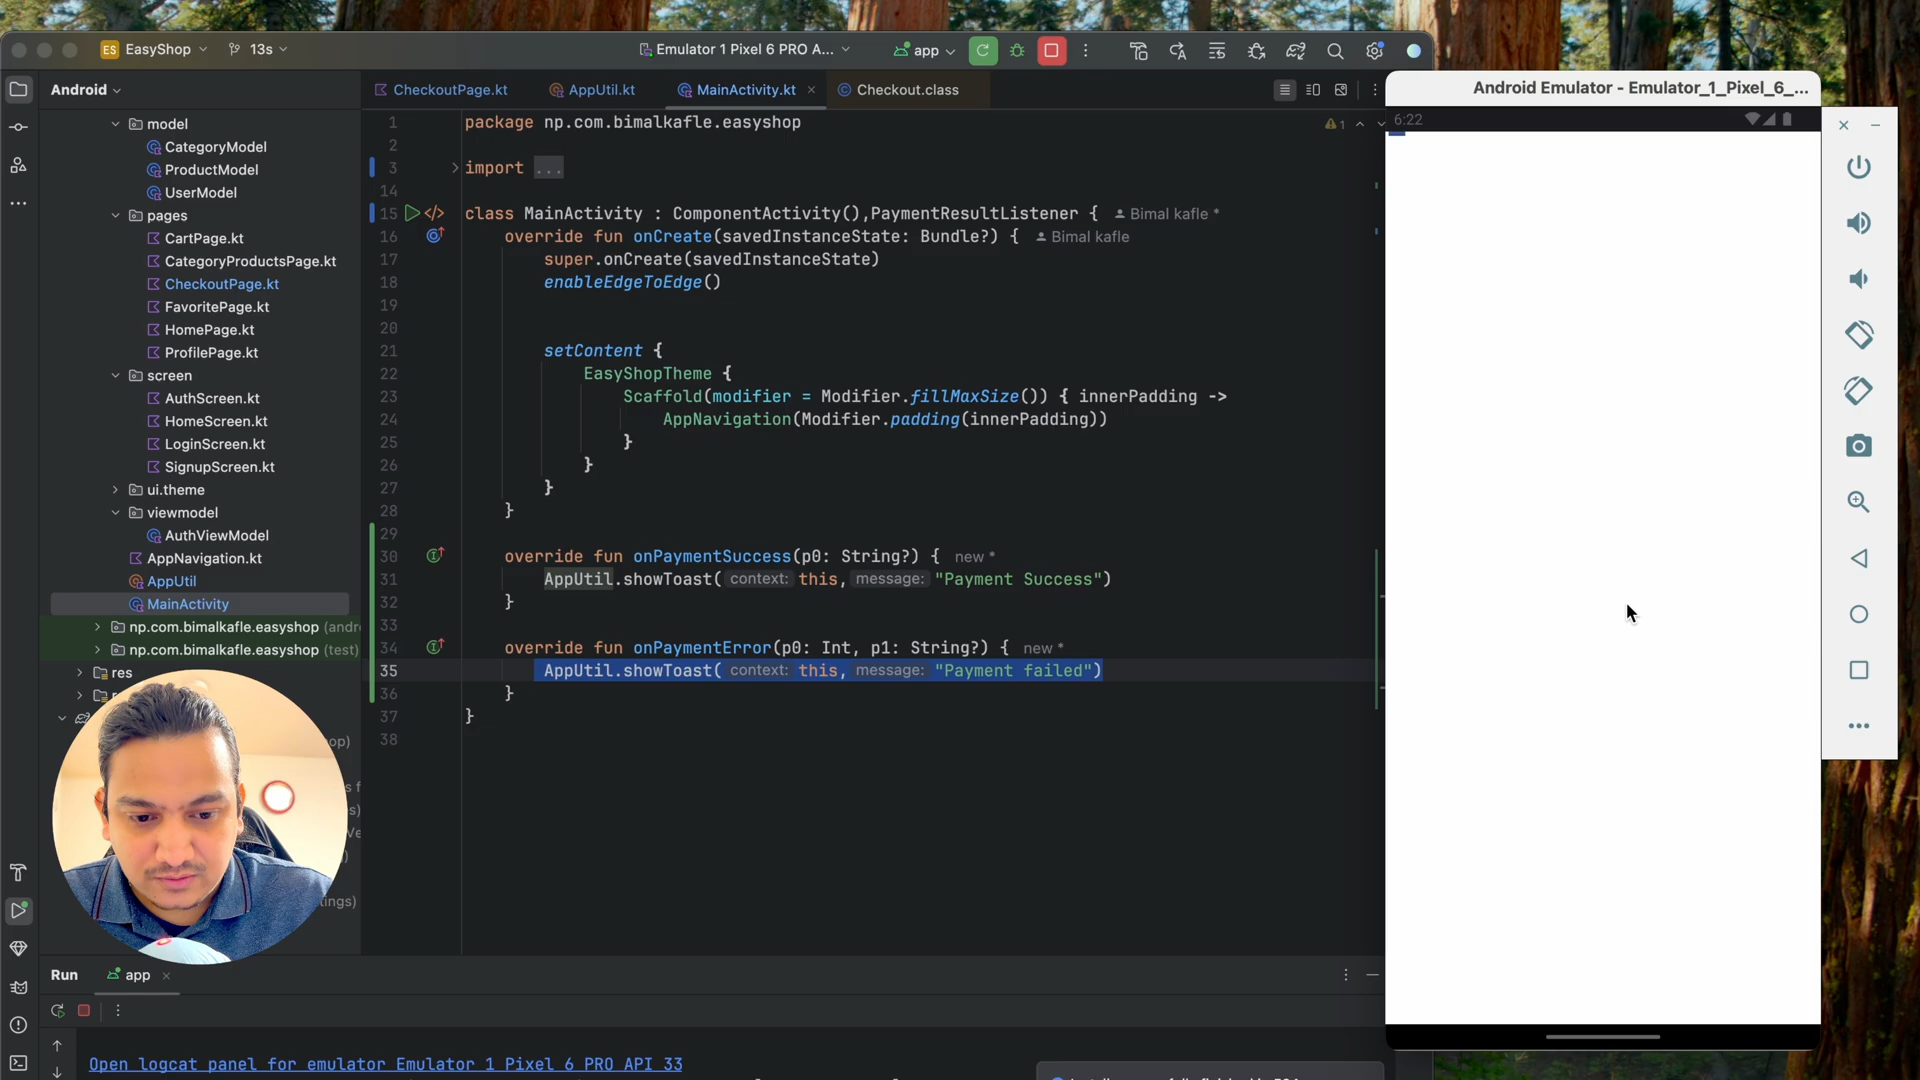 ES EasyShop 13s
Emulator 1 Pixel 6 PRO A... app
Android Emulator - Emulator_1_Pixel_6_...
Android
CheckoutPage.kt AppUtil.kt MainActivity.kt Checkout.class
6:22
model
CategoryModel
ProductModel
UserModel
pages
CartPage.kt
CategoryProductsPage.kt
CheckoutPage.kt
FavoritePage.kt
HomePage.kt
ProfilePage.kt
screen
AuthScreen.kt
HomeScreen.kt
LoginScreen.kt
SignupScreen.kt
ui.theme
viewmodel
AuthViewModel
AppNavigation.kt
AppUtil
MainActivity
np.com.bimalkafle.easyshop (andr
np.com.bimalkafle.easyshop (test)
res
1 package np.com.bimalkafle.easyshop 1
2
3 import ...
14
15 class MainActivity : ComponentActivity(),PaymentResultListener { Bimal kafle *
16 override fun onCreate(savedInstanceState: Bundle?) { Bimal kafle
17 super.onCreate(savedInstanceState)
18 enableEdgeToEdge()
19
20
21 setContent {
22 EasyShopTheme {
23 Scaffold(modifier = Modifier.fillMaxSize()) { innerPadding ->
24 AppNavigation(Modifier.padding(innerPadding))
25 }
26 }
27 }
28 }
29
30 override fun onPaymentSuccess(p0: String?) { new *
31 AppUtil.showToast( context: this, message: "Payment Success")
32 }
33
34 override fun onPaymentError(p0: Int, p1: String?) { new *
35 AppUtil.showToast( context: this, message: "Payment failed")
36 }
37 }
38
Run app
Open logcat panel for emulator Emulator 1 Pixel 6 PRO API 33